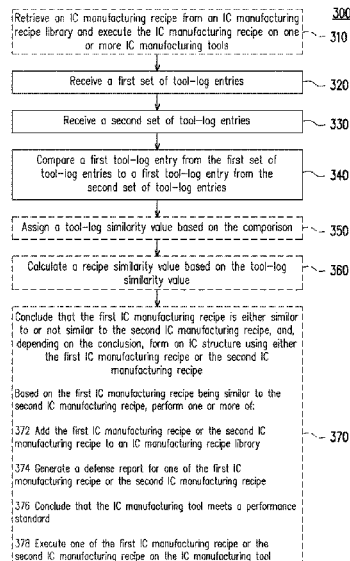 300
Retrieve an IC manufacturing recipe from an IC manufacturing
recipe library and execute the IC manufacturing recipe on one
or more IC manufacturing tools
310
Receive a first set of tool-log entries
320
Receive a second set of tool-log entries
330
Compare a first tool-log entry from the first set of
tool-log entries to a first tool-log entry from the
second set of tool-log entries
340
Assign a tool-log similarity value based on the comparison
350
Calculate a recipe similarity value based on the tool-log
similarity value
360
Conclude that the first IC manufacturing recipe is either similar
to or not similar to the second IC manufacturing recipe, and,
depending on the conclusion, form an IC structure using either
the first IC manufacturing recipe or the second IC
manufacturing recipe
Based on the first IC manufacturing recipe being similar to the
second IC manufacturing recipe, perform one or more of:
372 Add the first IC manufacturing recipe or the second IC
manufacturing recipe to an IC manufacturing recipe library
370
374 Generate a defense report for one of the first IC
manufacturing recipe or the second IC manufacturing recipe
376 Conclude that the IC manufacturing tool meets a performance
standard
378 Execute one of the first IC manufacturing recipe or the
second IC manufacturing recipe on the IC manufacturing tool